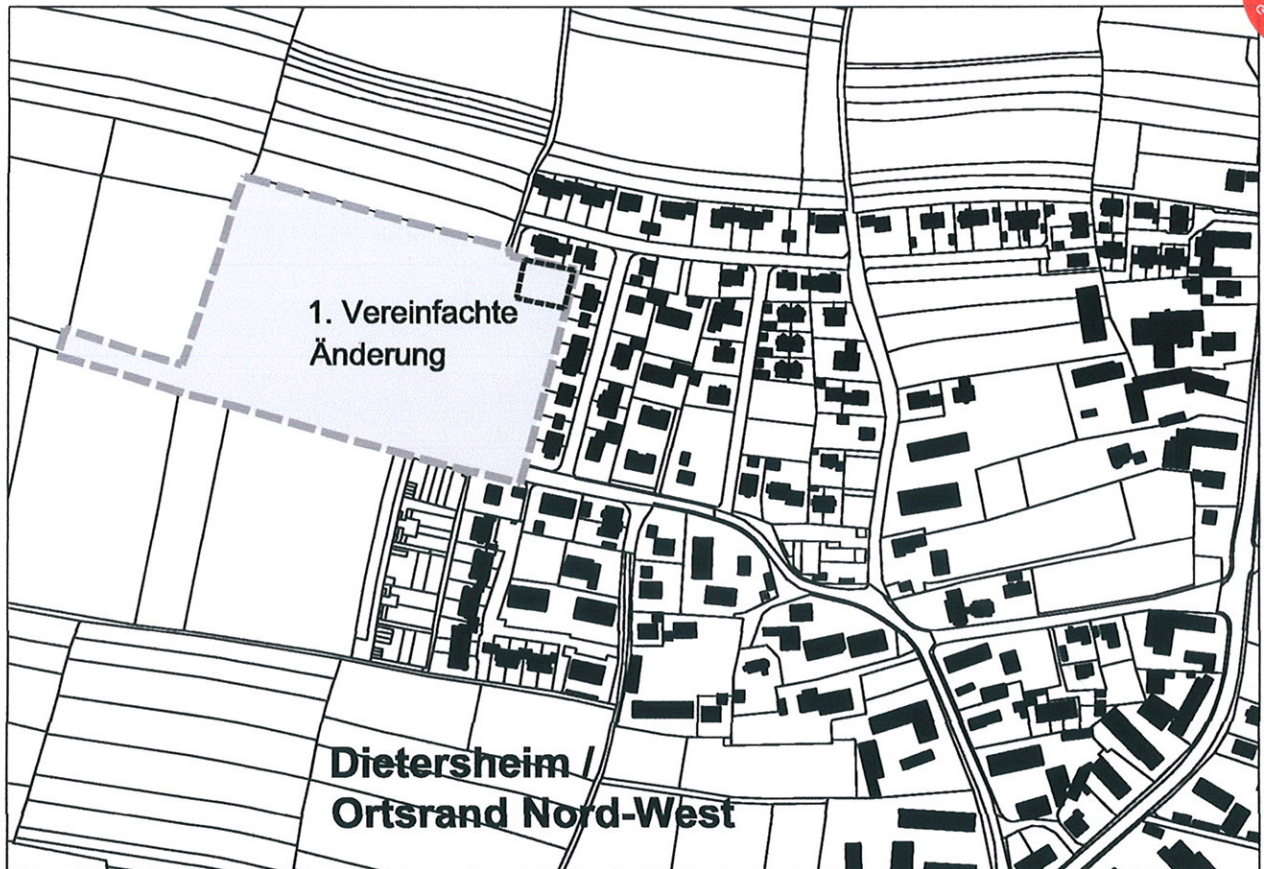 1. Vereinfachte
Änderung
Dietersheim /
Ortsrand Nord-West